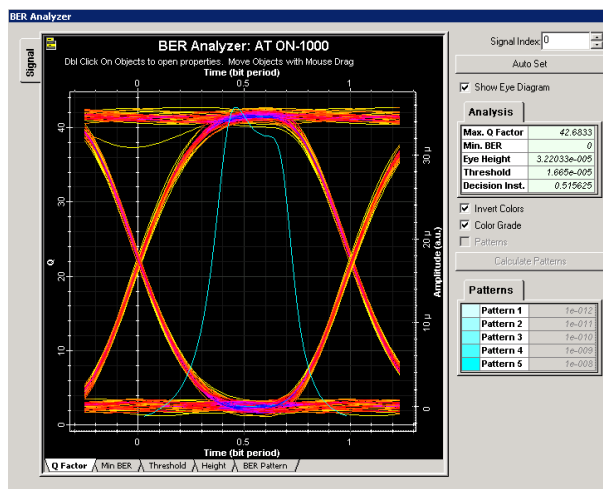 BER Analyzer
Signal
BER Analyzer: AT ON-1000
Dbl Click On Objects to open properties. Move Objects with Mouse Drag
Time (bit period)
0 0.5 1
40
30
20
10
0
Q
30 µ
20 µ
10 µ
0
Amplitude (a.u.)
0 0.5 1
Time (bit period)
Q Factor Min BER Threshold Height BER Pattern
Signal Index: 0
Auto Set
Show Eye Diagram
Analysis
Max. Q Factor 42.6833
Min. BER 0
Eye Height 3.22033e-005
Threshold 1.665e-005
Decision Inst. 0.515625
Invert Colors
Color Grade
Patterns
Calculate Patterns
Patterns
Pattern 1 1e-012
Pattern 2 1e-011
Pattern 3 1e-010
Pattern 4 1e-009
Pattern 5 1e-008